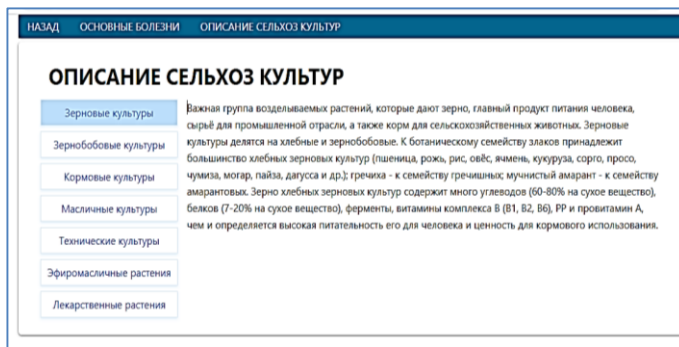 НАЗАД ОСНОВНЫЕ БОЛЕЗНИ ОПИСАНИЕ СЕЛЬХОЗ КУЛЬТУР
ОПИСАНИЕ СЕЛЬХОЗ КУЛЬТУР
Зерновые культуры
Зернобобовые культуры
Кормовые культуры
Масличные культуры
Технические культуры
Эфиромасличные растения
Лекарственные растения
Важная группа возделываемых растений, которые дают зерно, главный продукт питания человека,
сырьё для промышленной отрасли, а также корм для сельскохозяйственных животных. Зерновые
культуры делятся на хлебные и зернобобовые. К ботаническому семейству злаков принадлежит
большинство хлебных зерновых культур (пшеница, рожь, рис, овёс, ячмень, кукуруза, сорго, просо,
чумиза, могар, пайза, дагусса и др.); гречиха - к семейству гречишных; мучнистый амарант - к семейству
амарантовых. Зерно хлебных зерновых культур содержит много углеводов (60-80% на сухое вещество),
белков (7-20% на сухое вещество), ферменты, витамины комплекса В (В1, В2, В6), РР и провитамин А,
чем и определяется высокая питательность его для человека и ценность для кормового использования.